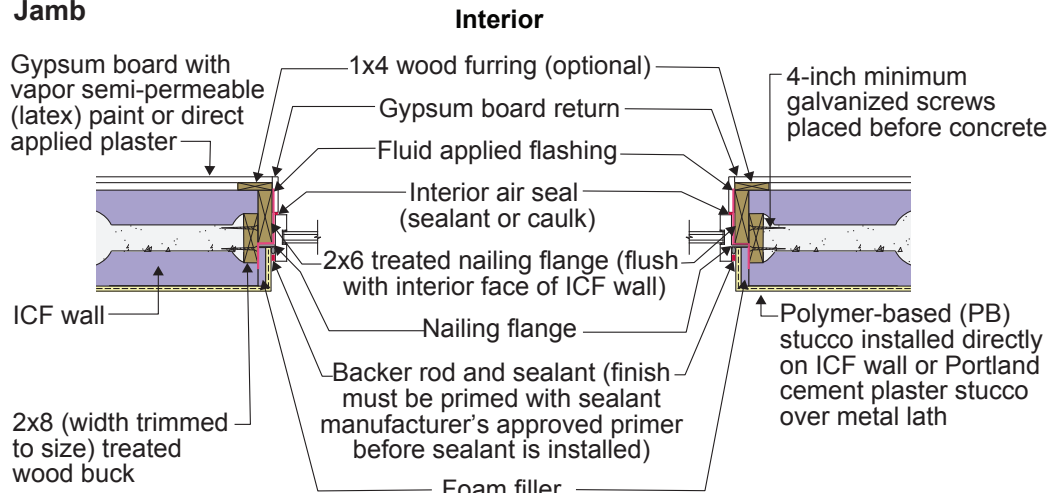 Jamb
Interior
Gypsum board with
vapor semi-permeable
(latex) paint or direct
applied plaster
1x4 wood furring (optional)
Gypsum board return
Fluid applied flashing
Interior air seal
(sealant or caulk)
2x6 treated nailing flange (flush
with interior face of ICF wall)
Nailing flange
Backer rod and sealant (finish
must be primed with sealant
manufacturer's approved primer
before sealant is installed)
Foam filler
4-inch minimum
galvanized screws
placed before concrete
ICF wall
2x8 (width trimmed
to size) treated
wood buck
Polymer-based (PB)
stucco installed directly
on ICF wall or Portland
cement plaster stucco
over metal lath